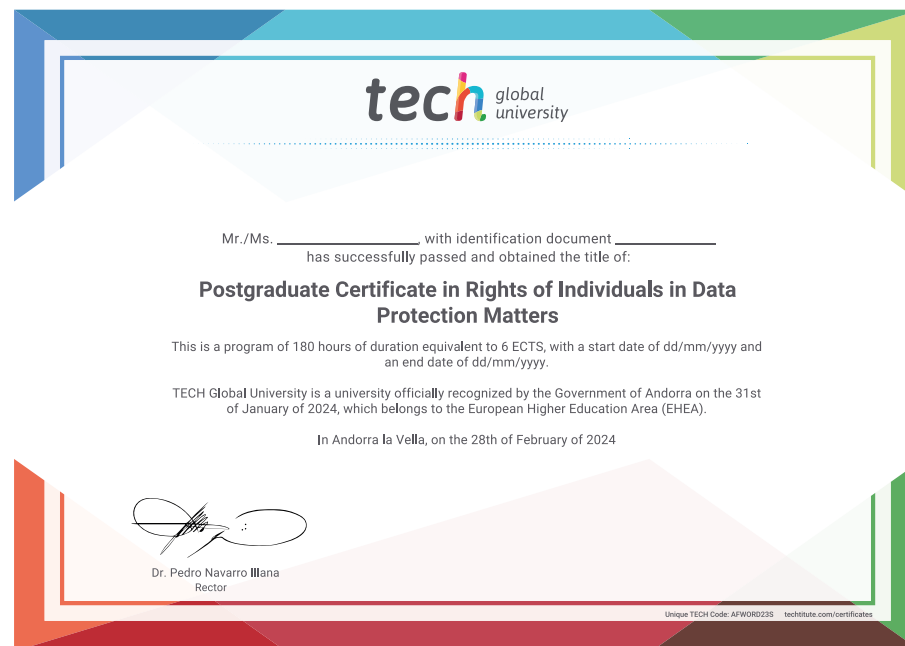 tech global
university
Mr./Ms. ________________, with identification document ____________
has successfully passed and obtained the title of:
Postgraduate Certificate in Rights of Individuals in Data
Protection Matters
This is a program of 180 hours of duration equivalent to 6 ECTS, with a start date of dd/mm/yyyy and
an end date of dd/mm/yyyy.
TECH Global University is a university officially recognized by the Government of Andorra on the 31st
of January of 2024, which belongs to the European Higher Education Area (EHEA).
In Andorra la Vella, on the 28th of February of 2024
Dr. Pedro Navarro Illana
Rector
Unique TECH Code: AFWORD23S techtitute.com/certificates